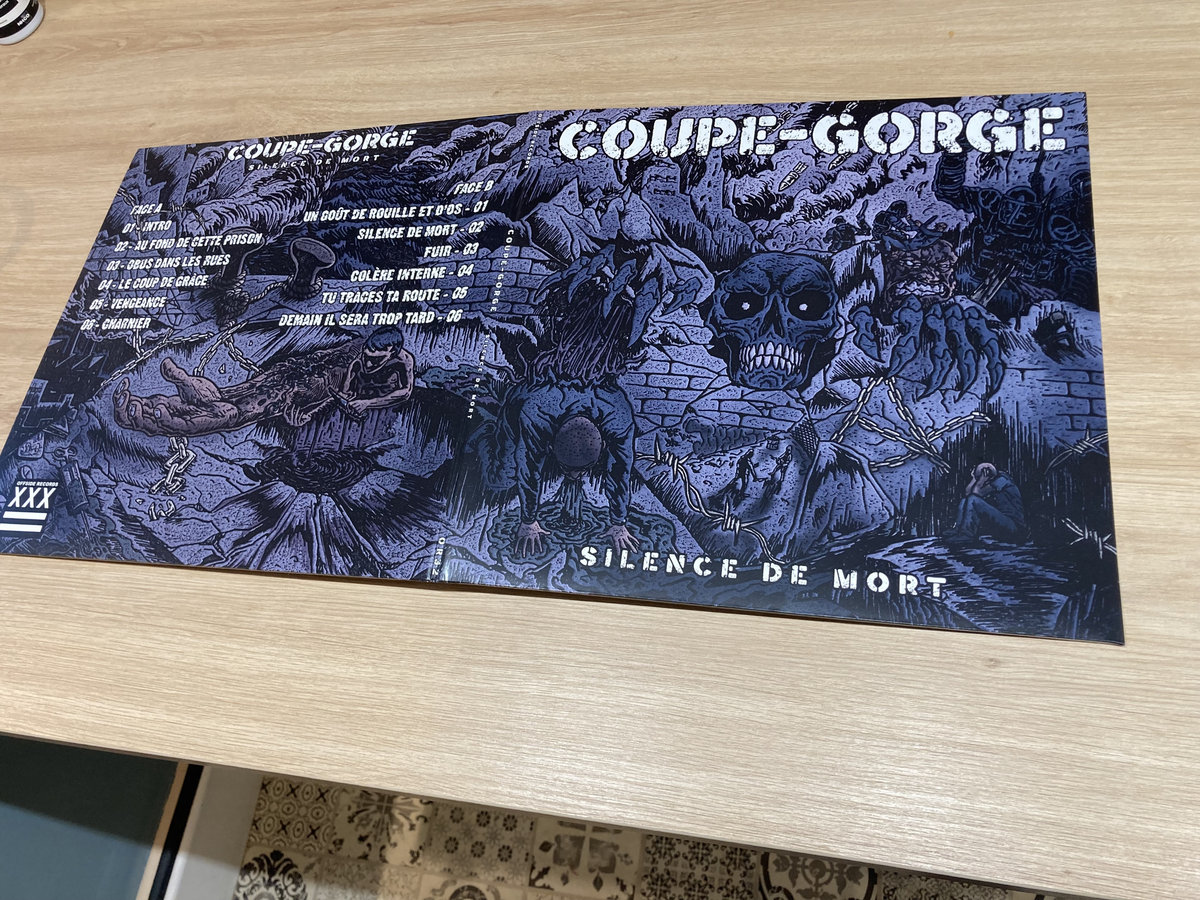 COUPE-GORGE
SILENCE DE MORT
FACE A
01 - INTRO
02 - AU FOND DE CETTE PRISON
03 - OBUS DANS LES RUES
04 - LE COUP DE GRÂCE
05 - VENGEANCE
06 - CHARNIER
FACE B
UN GOÛT DE ROUILLE ET D'OS - 01
SILENCE DE MORT - 02
FUIR - 03
COLÈRE INTERNE - 04
TU TRACES TA ROUTE - 05
DEMAIN IL SERA TROP TARD - 06
OFFSIDE RECORDS
XXX
COUPE-GORGE
SILENCE DE MORT
COUPE-GORGE
SILENCE DE MORT